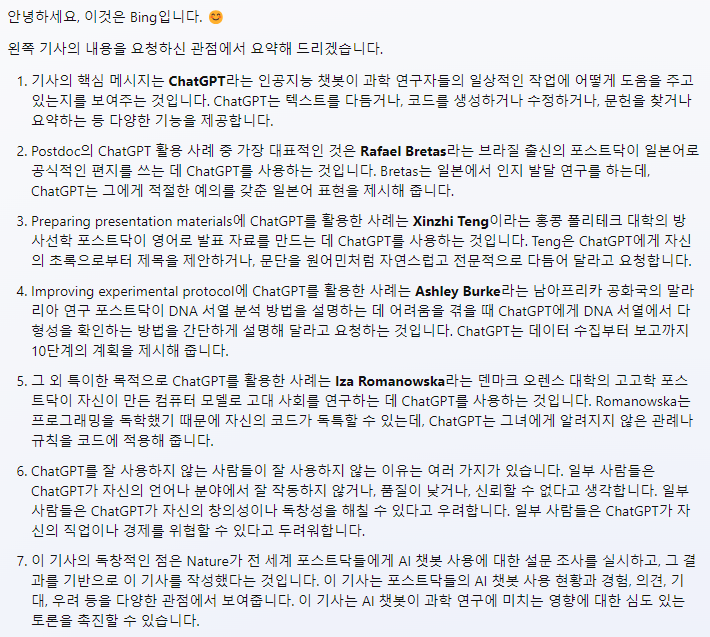 안녕하세요, 이것은 Bing입니다. 😊
왼쪽 기사의 내용을 요청하신 관점에서 요약해 드리겠습니다.
1. 기사의 핵심 메시지는 ChatGPT라는 인공지능 챗봇이 과학 연구자들의 일상적인 작업에 어떻게 도움을 주고
있는지를 보여주는 것입니다. ChatGPT는 텍스트를 다듬거나, 코드를 생성하거나 수정하거나, 문헌을 찾거나
요약하는 등 다양한 기능을 제공합니다.
2. Postdoc의 ChatGPT 활용 사례 중 가장 대표적인 것은 Rafael Bretas라는 브라질 출신의 포스트닥이 일본어로
공식적인 편지를 쓰는 데 ChatGPT를 사용하는 것입니다. Bretas는 일본에서 인지 발달 연구를 하는데,
ChatGPT는 그에게 적절한 예의를 갖춘 일본어 표현을 제시해 줍니다.
3. Preparing presentation materials에 ChatGPT를 활용한 사례는 Xinzhi Teng이라는 홍콩 폴리테크 대학의 방
사선학 포스트닥이 영어로 발표 자료를 만드는 데 ChatGPT를 사용하는 것입니다. Teng은 ChatGPT에게 자신
의 초록으로부터 제목을 제안하거나, 문단을 원어민처럼 자연스럽고 전문적으로 다듬어 달라고 요청합니다.
4. Improving experimental protocol에 ChatGPT를 활용한 사례는 Ashley Burke라는 남아프리카 공화국의 말라
리아 연구 포스트닥이 DNA 서열 분석 방법을 설명하는 데 어려움을 겪을 때 ChatGPT에게 DNA 서열에서 다
형성을 확인하는 방법을 간단하게 설명해 달라고 요청하는 것입니다. ChatGPT는 데이터 수집부터 보고까지
10단계의 계획을 제시해 줍니다.
5. 그 외 특이한 목적으로 ChatGPT를 활용한 사례는 Iza Romanowska라는 덴마크 오렌스 대학의 고고학 포스
트닥이 자신이 만든 컴퓨터 모델로 고대 사회를 연구하는 데 ChatGPT를 사용하는 것입니다. Romanowska는
프로그래밍을 독학했기 때문에 자신의 코드가 독특할 수 있는데, ChatGPT는 그녀에게 알려지지 않은 관례나
규칙을 코드에 적용해 줍니다.
6. ChatGPT를 잘 사용하지 않는 사람들이 잘 사용하지 않는 이유는 여러 가지가 있습니다. 일부 사람들은
ChatGPT가 자신의 언어나 분야에서 잘 작동하지 않거나, 품질이 낮거나, 신뢰할 수 없다고 생각합니다. 일부
사람들은 ChatGPT가 자신의 창의성이나 독창성을 해칠 수 있다고 우려합니다. 일부 사람들은 ChatGPT가 자
신의 직업이나 경제를 위협할 수 있다고 두려워합니다.
7. 이 기사의 독창적인 점은 Nature가 전 세계 포스트닥들에게 AI 챗봇 사용에 대한 설문 조사를 실시하고, 그 결
과를 기반으로 이 기사를 작성했다는 것입니다. 이 기사는 포스트닥들의 AI 챗봇 사용 현황과 경험, 의견, 기
대, 우려 등을 다양한 관점에서 보여줍니다. 이 기사는 AI 챗봇이 과학 연구에 미치는 영향에 대한 심도 있는
토론을 촉진할 수 있습니다.